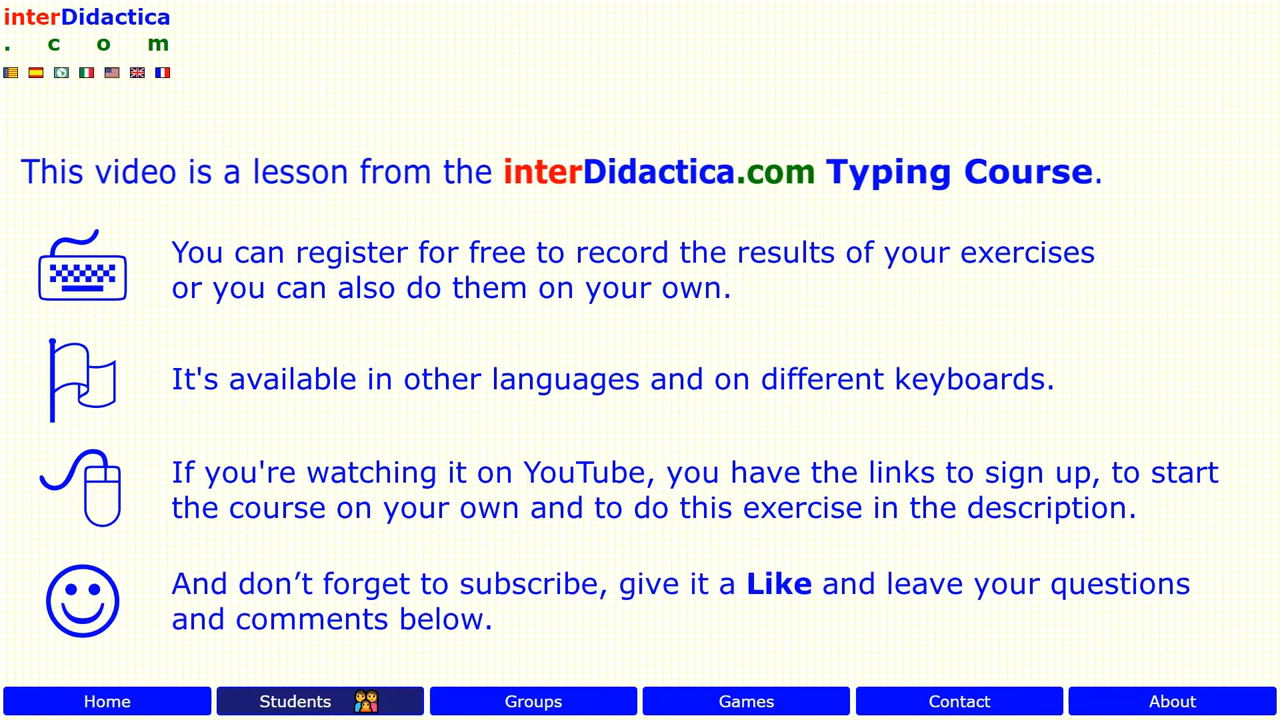 interDidactica
. c o m
This video is a lesson from the interDidactica.com Typing Course.
You can register for free to record the results of your exercises
or you can also do them on your own.
It's available in other languages and on different keyboards.
If you're watching it on YouTube, you have the links to sign up, to start
the course on your own and to do this exercise in the description.
And don’t forget to subscribe, give it a Like and leave your questions
and comments below.
Home Students Groups Games Contact About